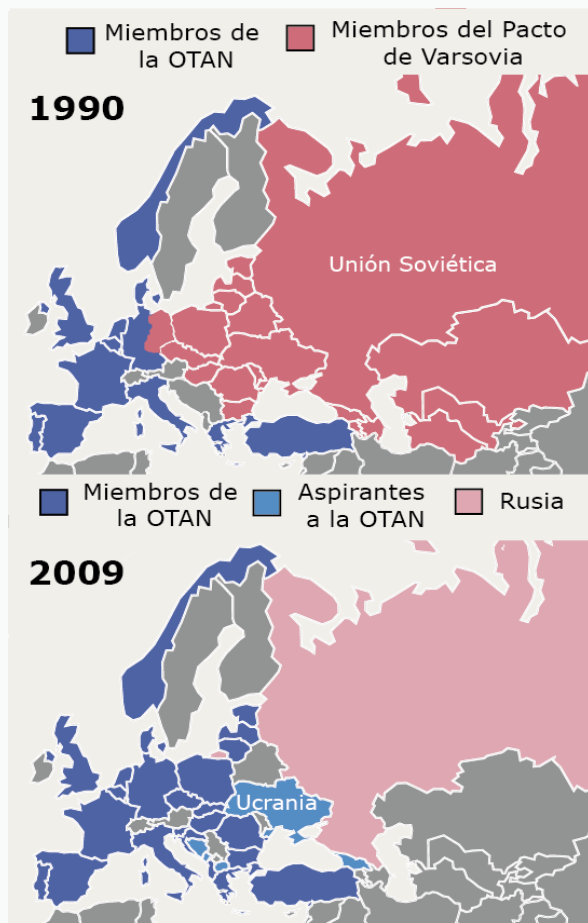 Miembros de
la OTAN
Miembros del Pacto
de Varsovia
1990
Unión Soviética
Miembros de
la OTAN
Aspirantes
a la OTAN
Rusia
2009
Ucrania